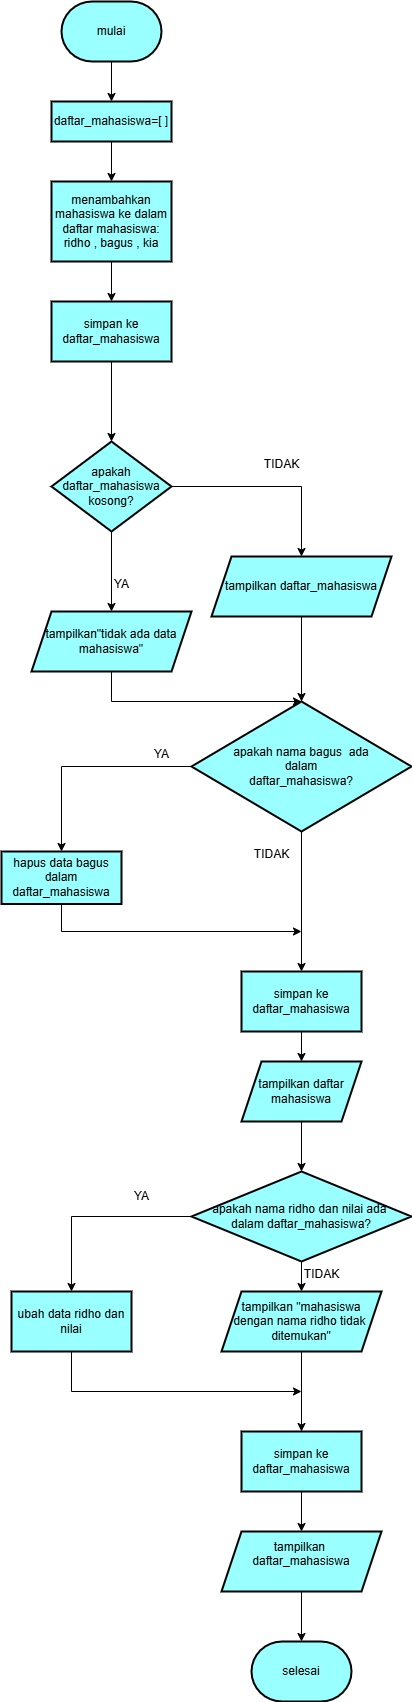 mulai
daftar_mahasiswa=[ ]
menambahkan
mahasiswa ke dalam
daftar mahasiswa:
ridho , bagus , kia
simpan ke
daftar_mahasiswa
apakah
daftar_mahasiswa
kosong?
TIDAK
YA
tampilkan daftar_mahasiswa
tampilkan"tidak ada data
mahasiswa"
apakah nama bagus  ada
dalam
daftar_mahasiswa?
YA
TIDAK
hapus data bagus
dalam
daftar_mahasiswa
simpan ke
daftar_mahasiswa
tampilkan daftar
mahasiswa
apakah nama ridho dan nilai ada
dalam daftar_mahasiswa?
YA
TIDAK
ubah data ridho dan
nilai
tampilkan "mahasiswa
dengan nama ridho tidak
ditemukan"
simpan ke
daftar_mahasiswa
tampilkan
daftar_mahasiswa
selesai